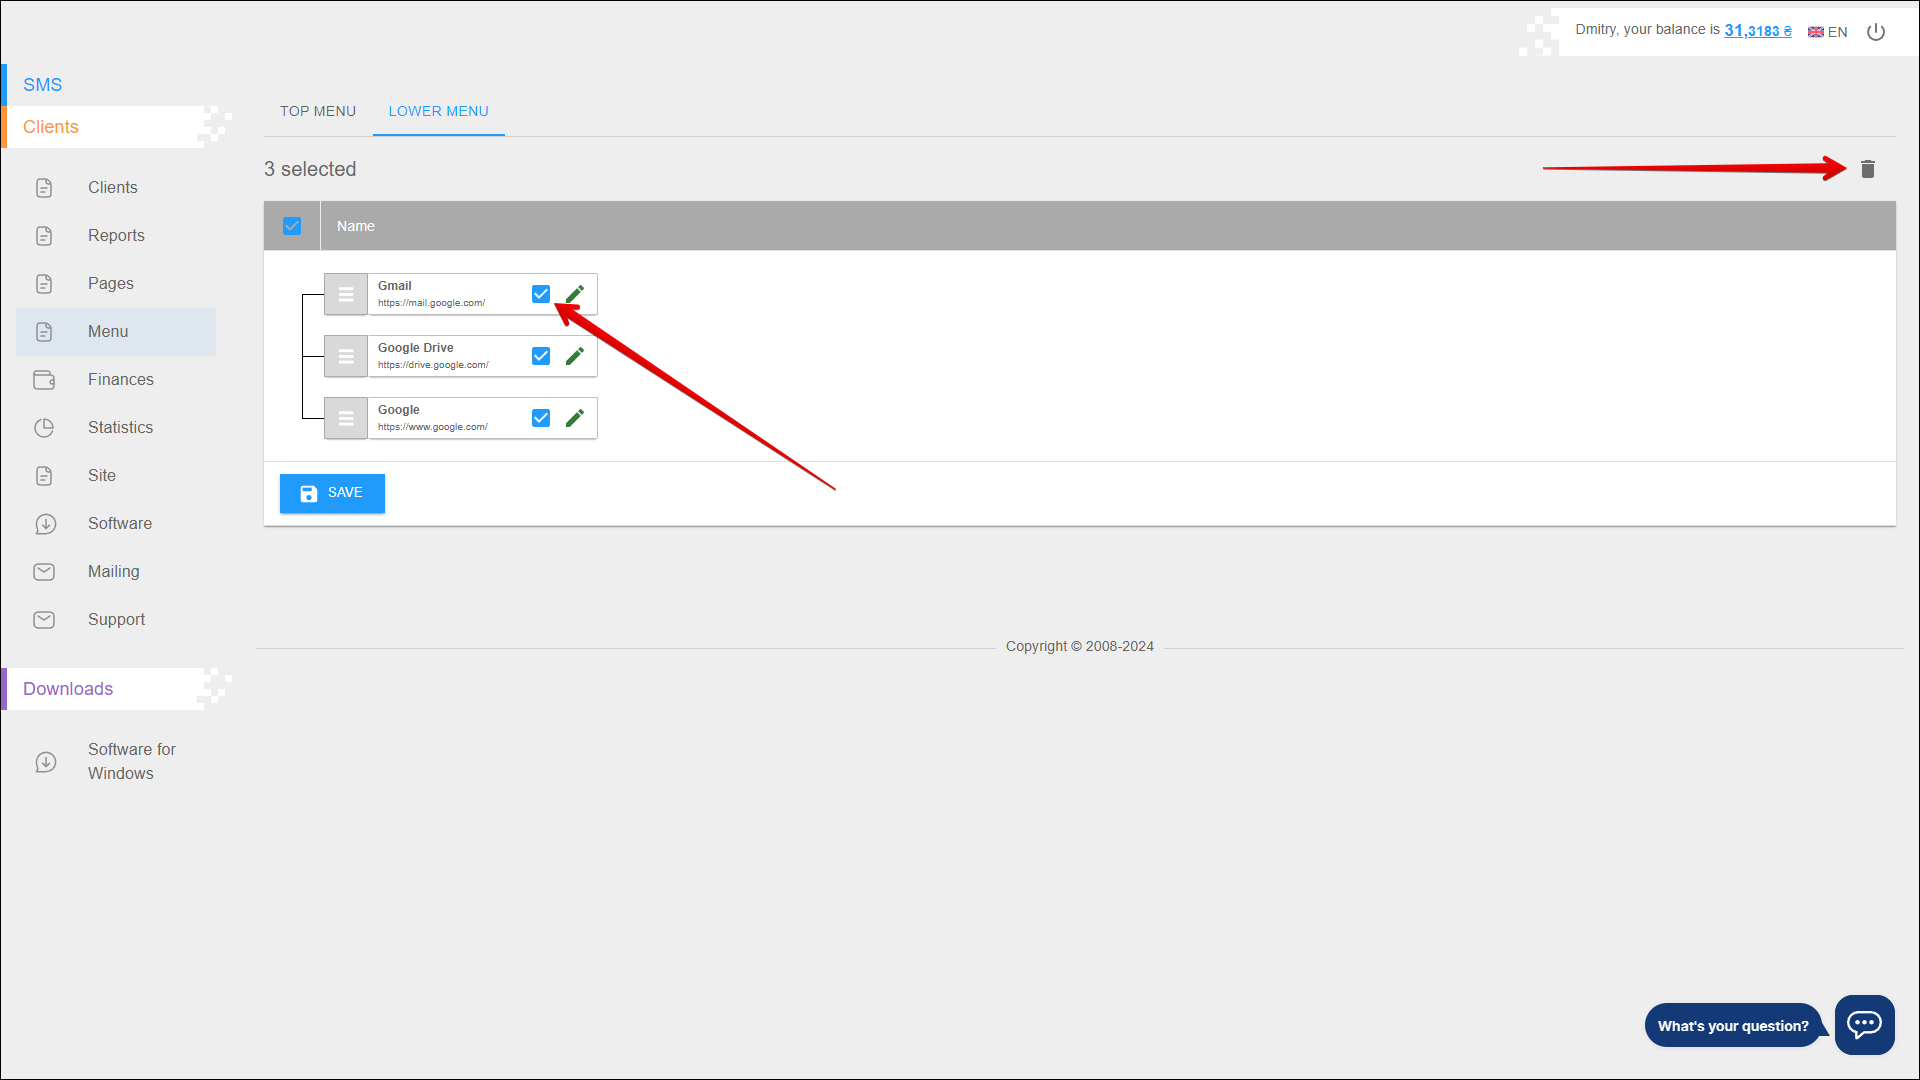 Dmitry, your balance is 31,3183 ₴ EN
SMS
Clients
Clients
Reports
Pages
Menu
Finances
Statistics
Site
Software
Mailing
Support
Downloads
Software for
Windows
TOP MENU LOWER MENU
3 selected
Name
Gmail
https://mail.google.com/
Google Drive
https://drive.google.com/
Google
https://www.google.com/
SAVE
Copyright © 2008-2024
What's your question?